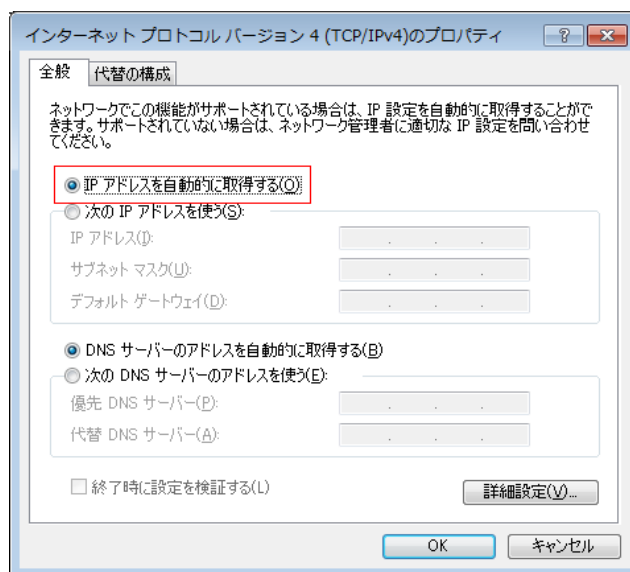 インターネット プロトコル バージョン 4 (TCP/IPv4)のプロパティ
全般
代替の構成
ネットワークでこの機能がサポートされている場合は、IP 設定を自動的に取得することがで
きます。サポートされていない場合は、ネットワーク管理者に適切な IP 設定を問い合わせ
てください。
IP アドレスを自動的に取得する(O)
次の IP アドレスを使う(S):
IP アドレス(I):
サブネット マスク(U):
デフォルト ゲートウェイ(D):
DNS サーバーのアドレスを自動的に取得する(B)
次の DNS サーバーのアドレスを使う(E):
優先 DNS サーバー(P):
代替 DNS サーバー(A):
終了時に設定を検証する(L)
詳細設定(V)...
OK
キャンセル